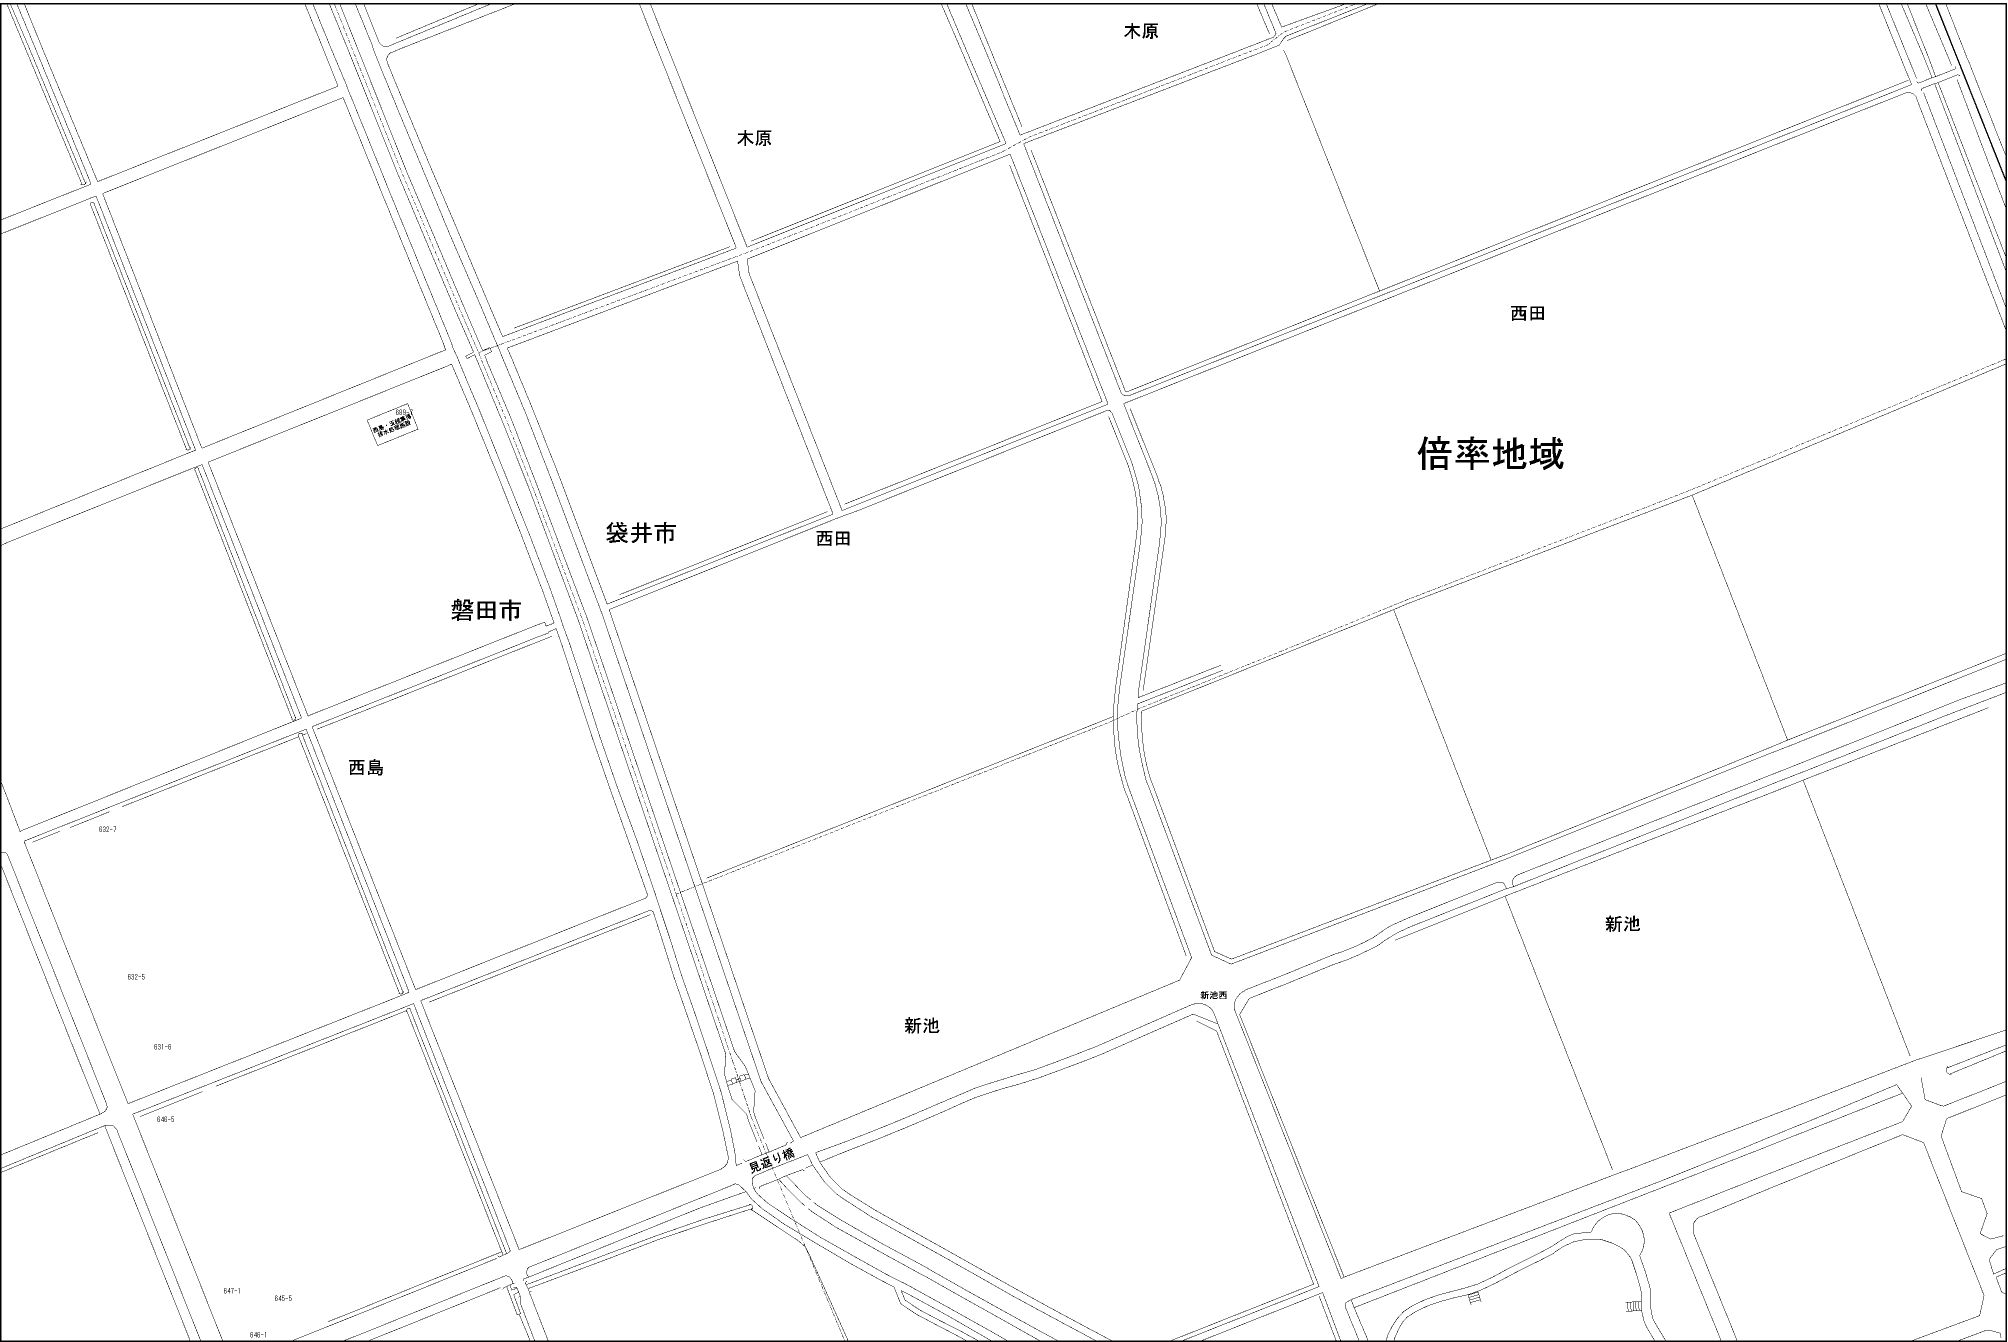 木原
木原
西田
689-7
倍率地域
袋井市
西田
磐田市
西島
632-7
新池
632-5
新池西
新池
631-6
646-5
見返り橋
647-1
645-5
646-1